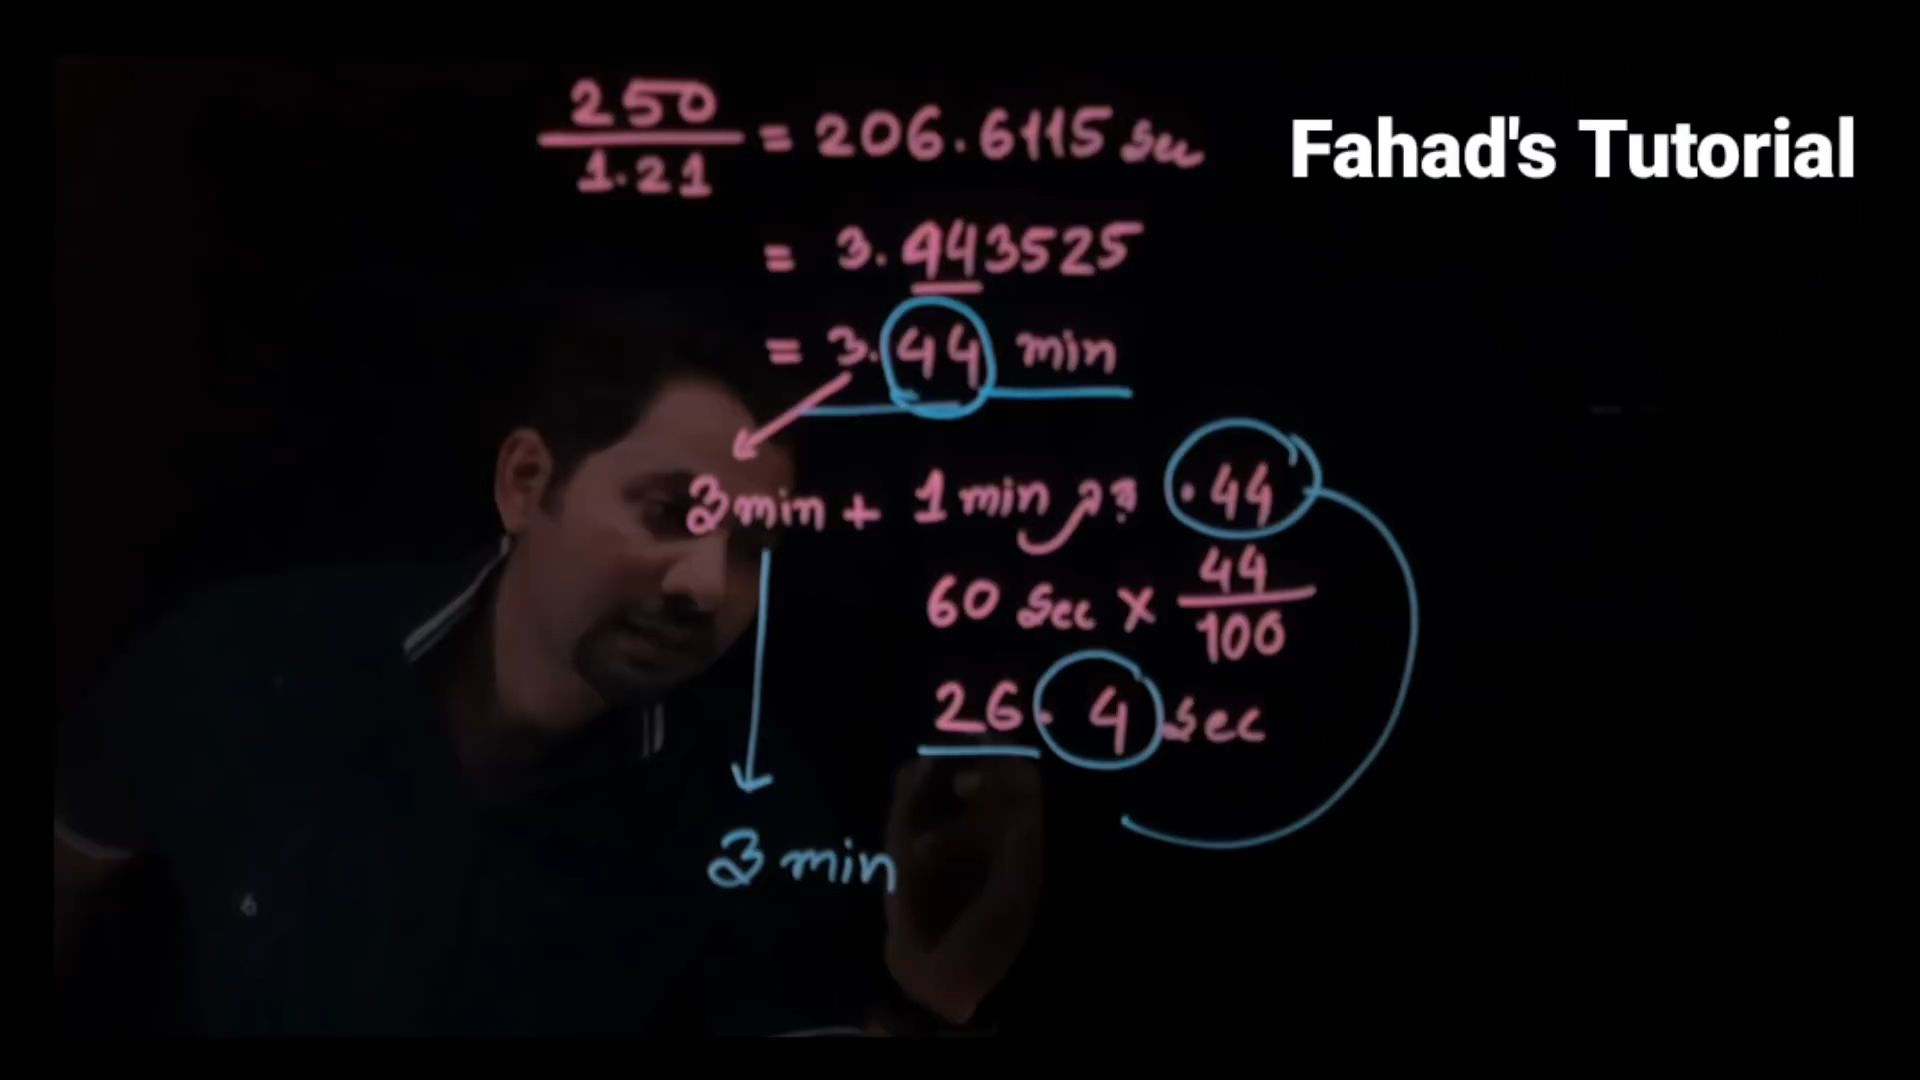 250
Fahad's Tutorial
—— = 206.6115 sec
1.21
= 3.443525
= 3.44 min
3 min + 1 min ?? .44
44
60 sec × ——
100
26.4 sec
3 min
6